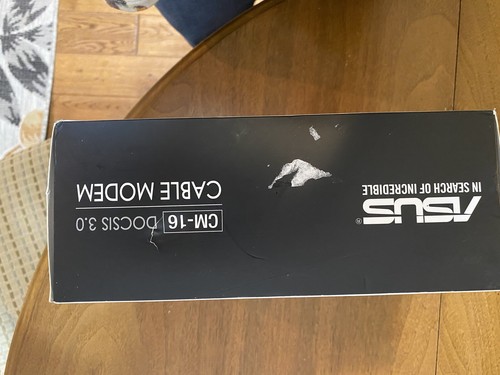 ASUS®
IN SEARCH OF INCREDIBLE
CM-16 DOCSIS 3.0
CABLE MODEM